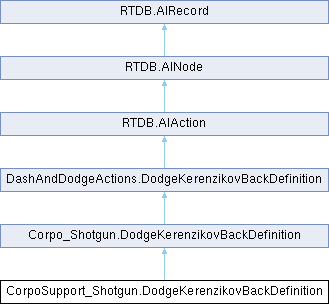 RTDB.AIRecord
RTDB.AINode
RTDB.AIAction
DashAndDodgeActions.DodgeKerenzikovBackDefinition
Corpo_Shotgun.DodgeKerenzikovBackDefinition
CorpoSupport_Shotgun.DodgeKerenzikovBackDefinition